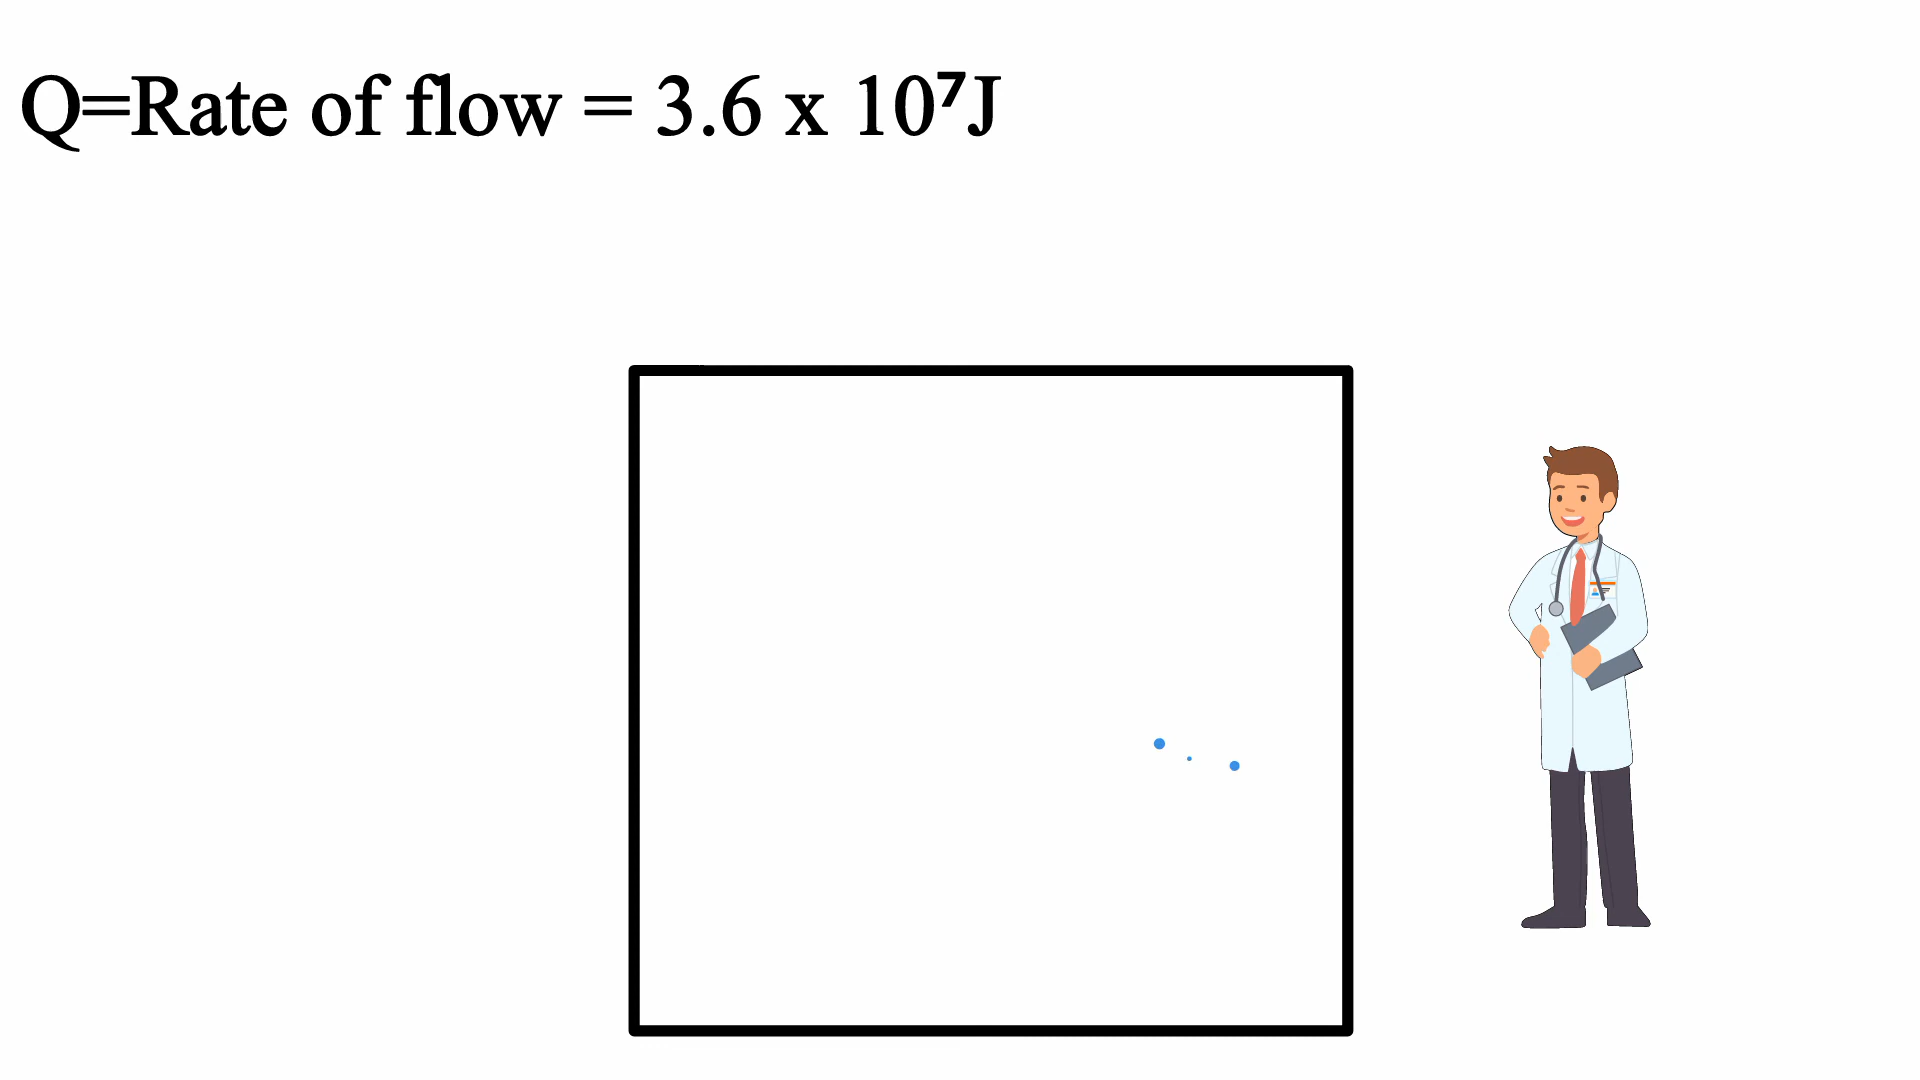 Q=Rate of flow = 3.6 x 10⁷J